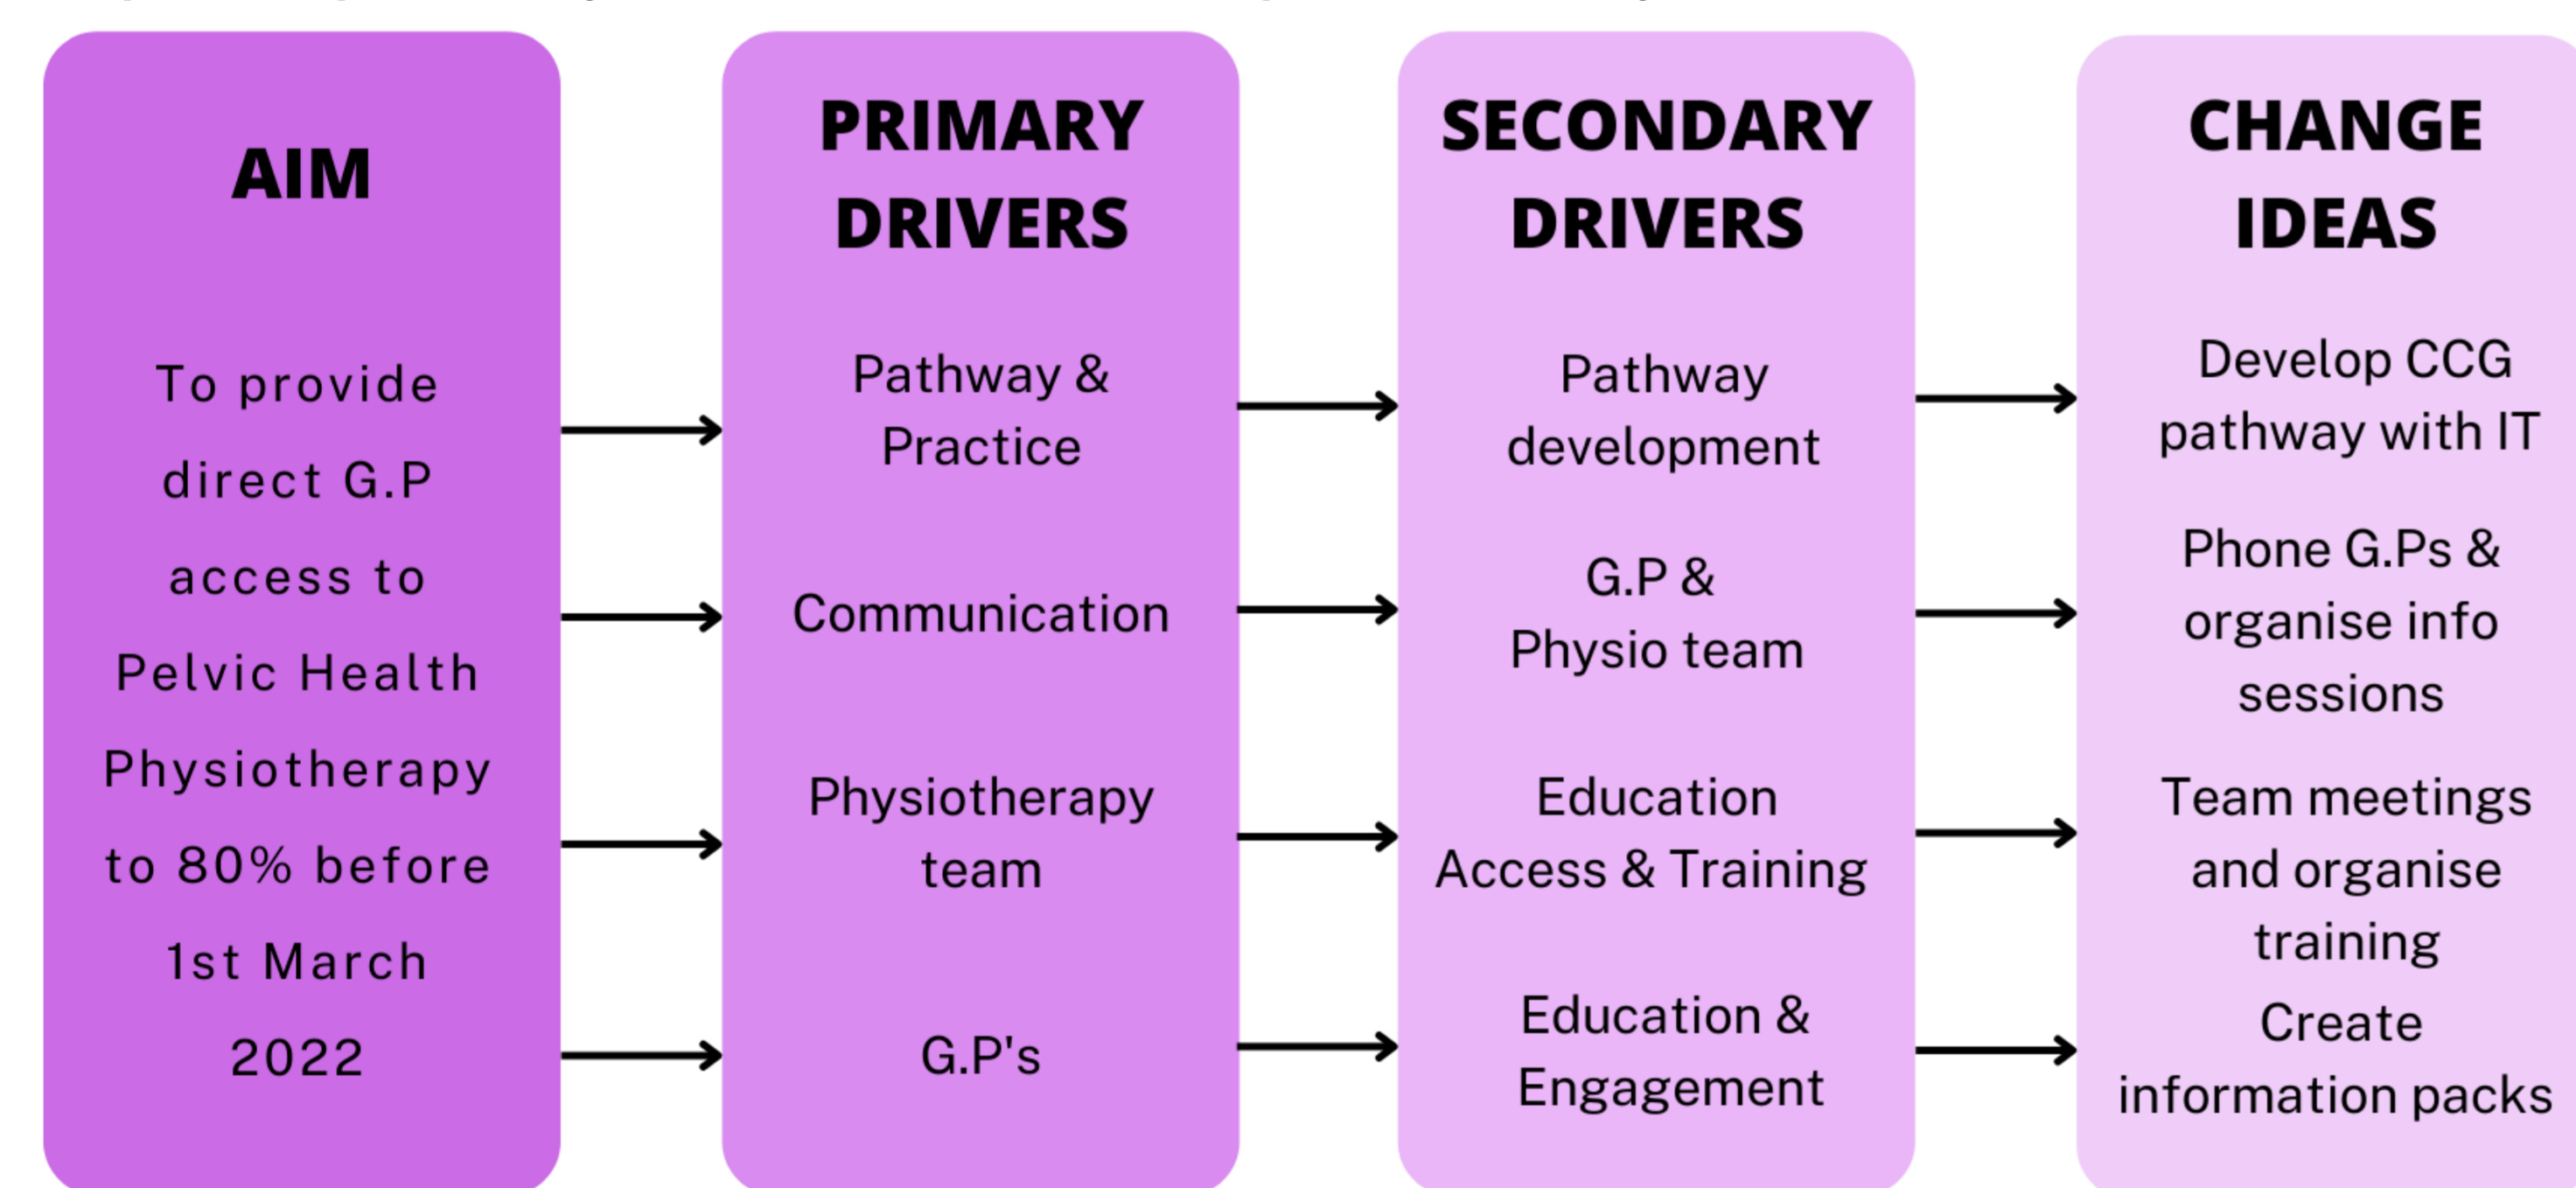 AIM
To provide
direct G.P
access to
Pelvic Health
Physiotherapy
to 80% before
1st March
2022
PRIMARY
DRIVERS
Pathway &
Practice
Communication
Physiotherapy
team
G.P's
SECONDARY
DRIVERS
Pathway
development
G.P &
Physio team
Education
Access & Training
Education &
Engagement
CHANGE
IDEAS
Develop CCG
pathway with IT
Phone G.Ps &
organise info
sessions
Team meetings
and organise
training
Create
information packs